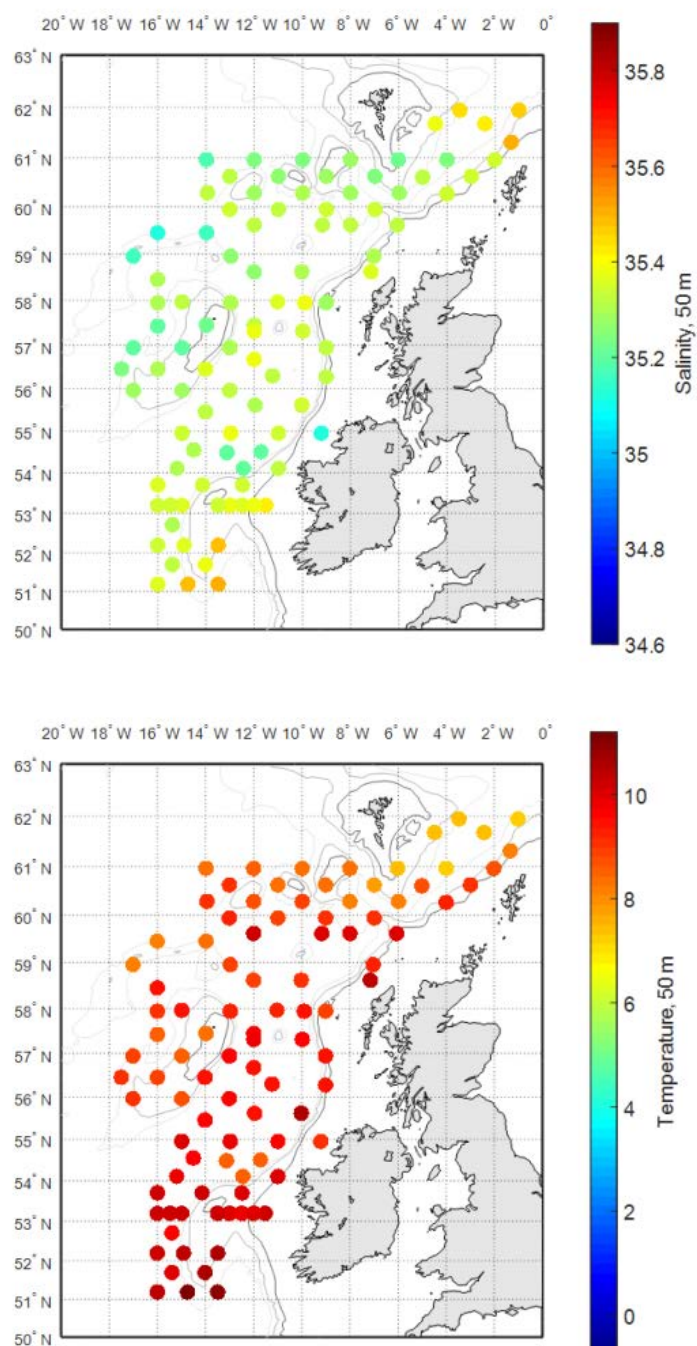 20° W 18° W 16° W 14° W 12° W 10° W 8° W 6° W 4° W 2° W 0°
63° N
62° N
61° N
60° N
59° N
58° N
57° N
56° N
55° N
54° N
53° N
52° N
51° N
50° N
35.8
35.6
35.4
35.2
35
34.8
34.6
Salinity, 50 m
20° W 18° W 16° W 14° W 12° W 10° W 8° W 6° W 4° W 2° W 0°
63° N
62° N
61° N
60° N
59° N
58° N
57° N
56° N
55° N
54° N
53° N
52° N
51° N
50° N
10
8
6
4
2
0
Temperature, 50 m